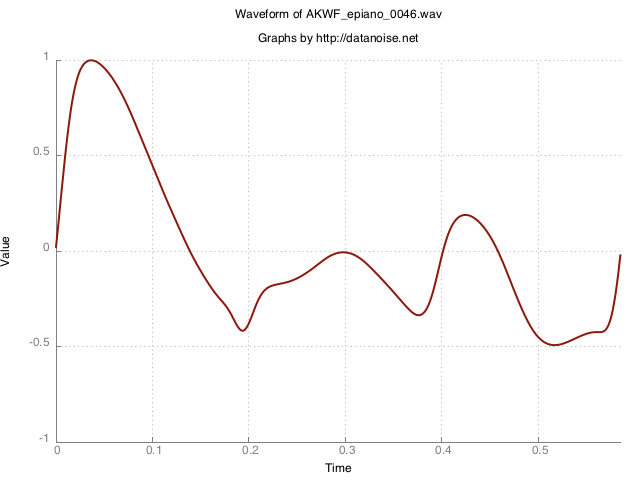 Waveform of AKWF_epiano_0046.wav
Graphs by http://datanoise.net
1
0.5
0
-0.5
-1
Value
0 0.1 0.2 0.3 0.4 0.5
Time